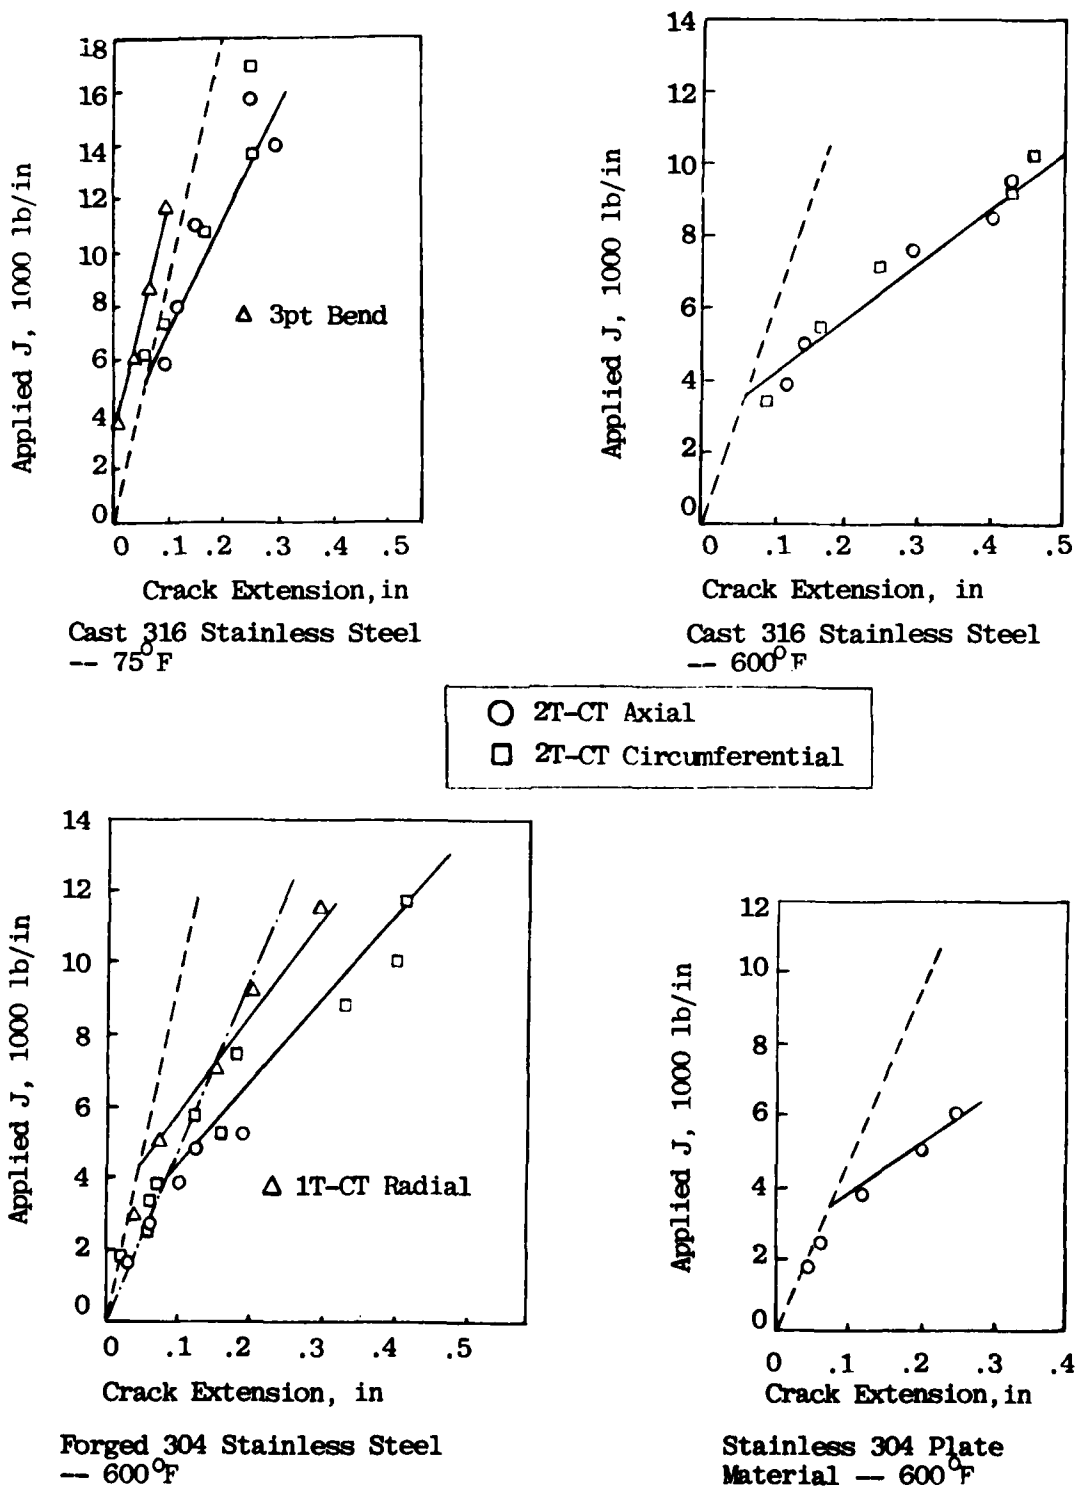 18
16
14
12
10
8
6
4
2
0
Applied J, 1000 lb/in
△ 3pt Bend
0 .1 .2 .3 .4 .5
Crack Extension, in
Cast 316 Stainless Steel
-- 75°F
14
12
10
8
6
4
2
0
Applied J, 1000 lb/in
0 .1 .2 .3 .4 .5
Crack Extension, in
Cast 316 Stainless Steel
-- 600°F
○ 2T-CT Axial
□ 2T-CT Circumferential
14
12
10
8
6
4
2
0
Applied J, 1000 lb/in
△ 1T-CT Radial
0 .1 .2 .3 .4 .5
Crack Extension, in
Forged 304 Stainless Steel
-- 600°F
12
10
8
6
4
2
0
Applied J, 1000 lb/in
0 .1 .2 .3 .4
Crack Extension, in
Stainless 304 Plate
Material -- 600°F